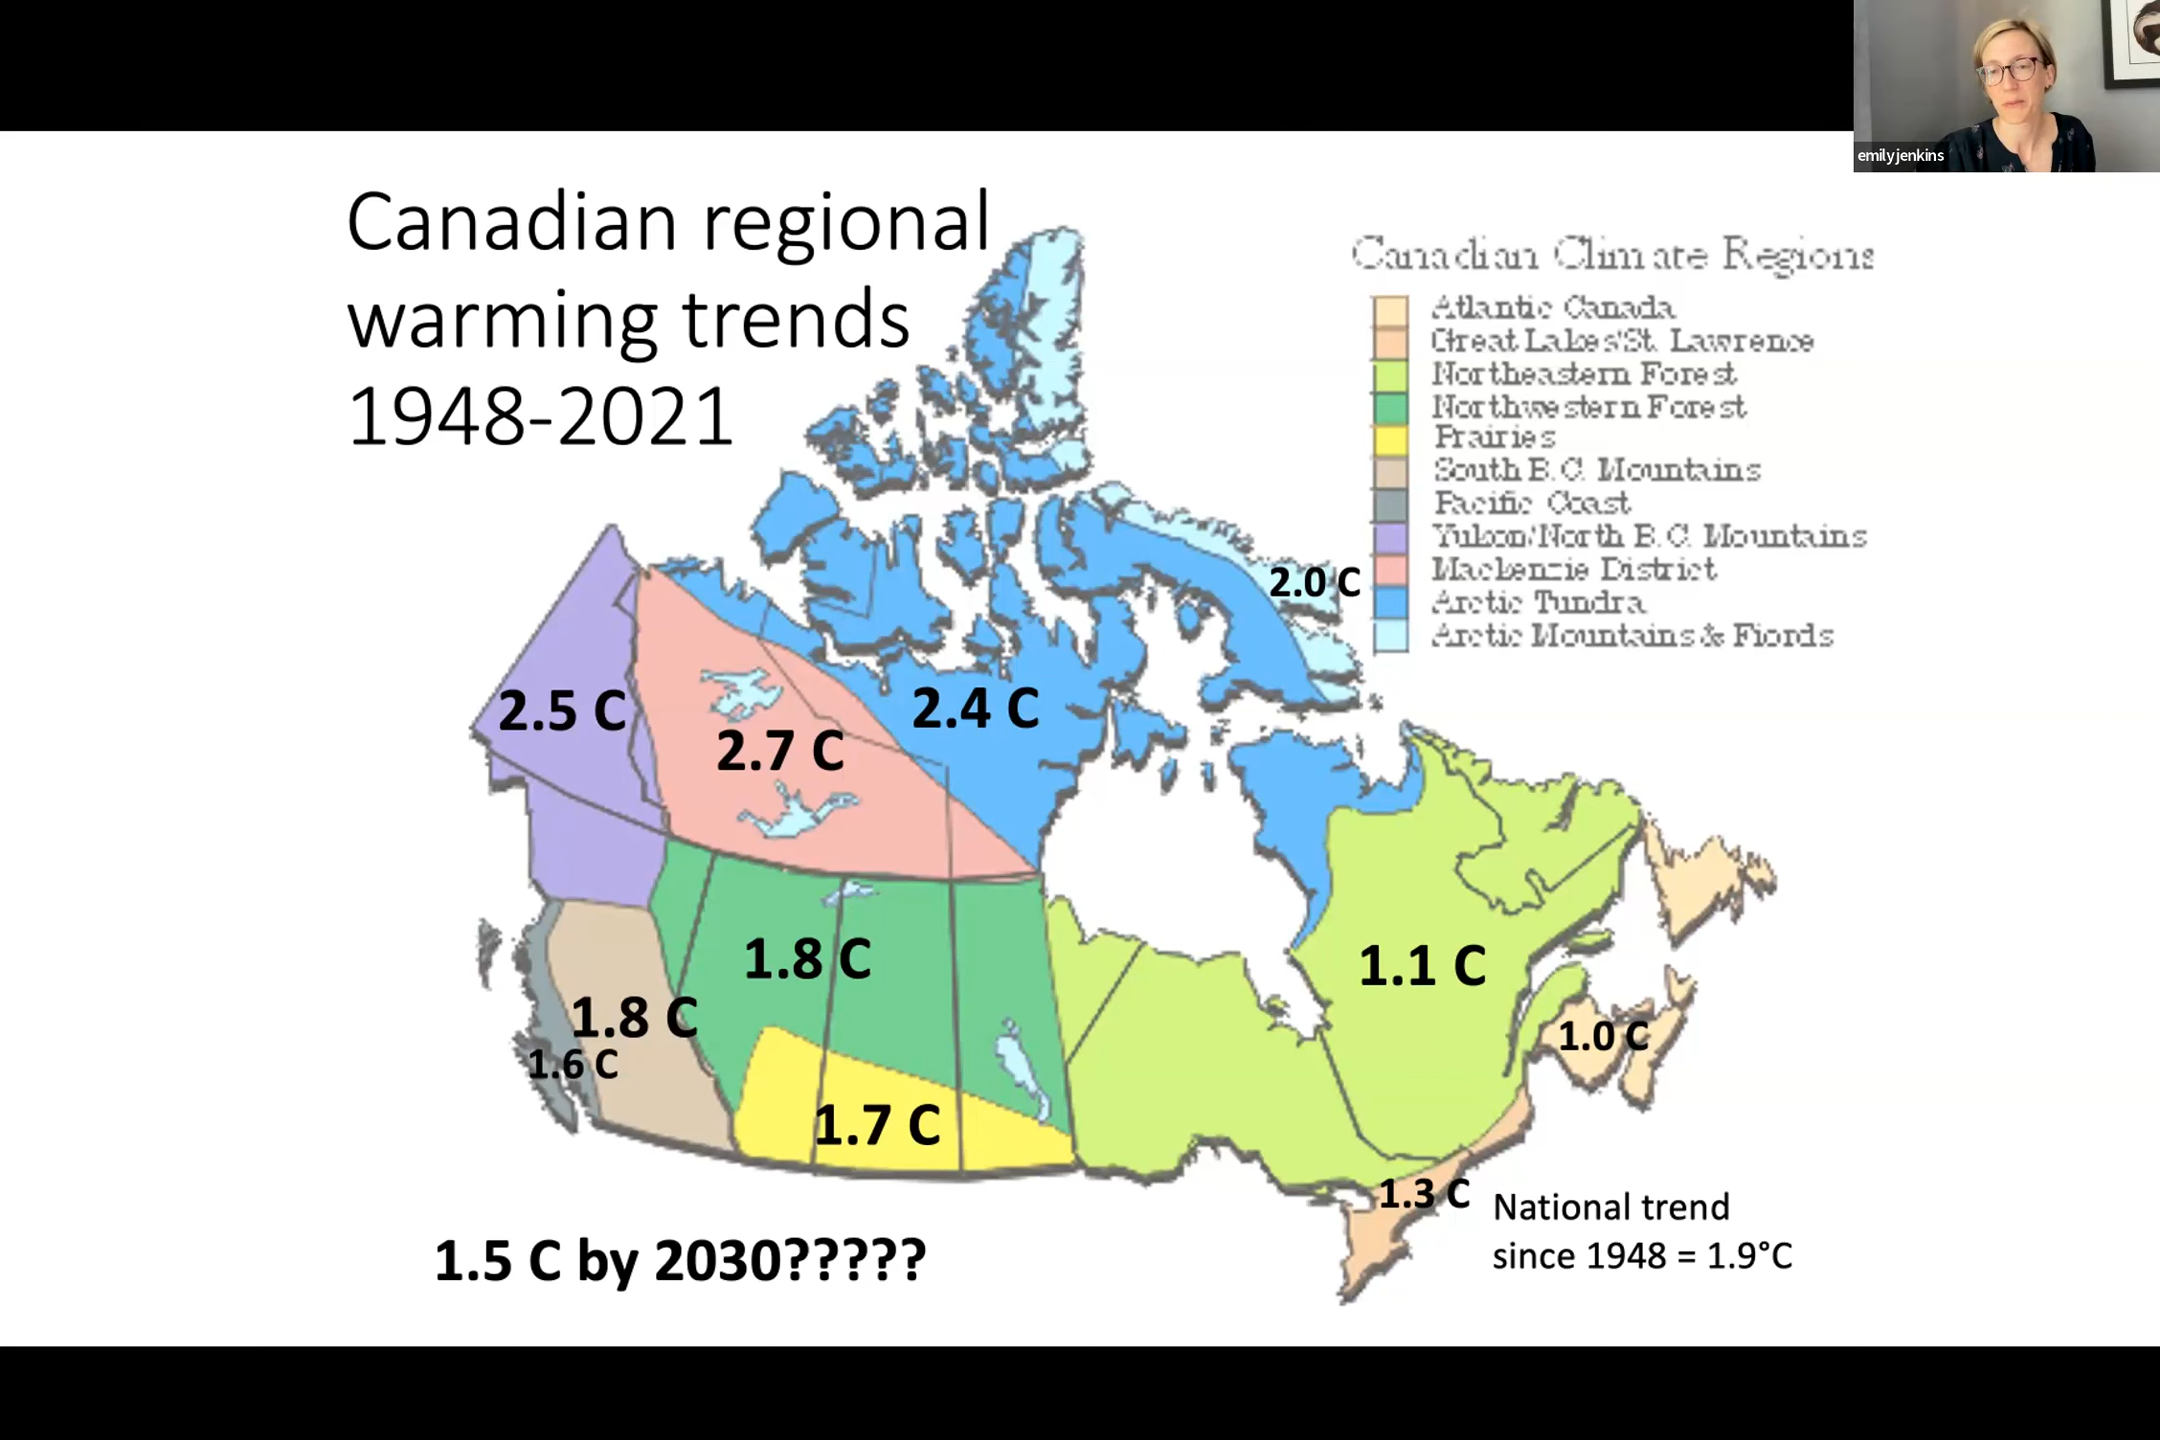 emily jenkins
Canadian regional
warming trends
1948-2021
Canadian Climate Regions
Atlantic Canada
Great Lakes/St. Lawrence
Northeastern Forest
Northwestern Forest
Prairies
South B.C. Mountains
Pacific Coast
Yukon/North B.C. Mountains
Mackenzie District
Arctic Tundra
Arctic Mountains & Fiords
2.0 C
2.5 C
2.7 C
2.4 C
1.8 C
1.1 C
1.8 C
1.0 C
1.6 C
1.7 C
1.3 C
National trend
since 1948 = 1.9°C
1.5 C by 2030?????